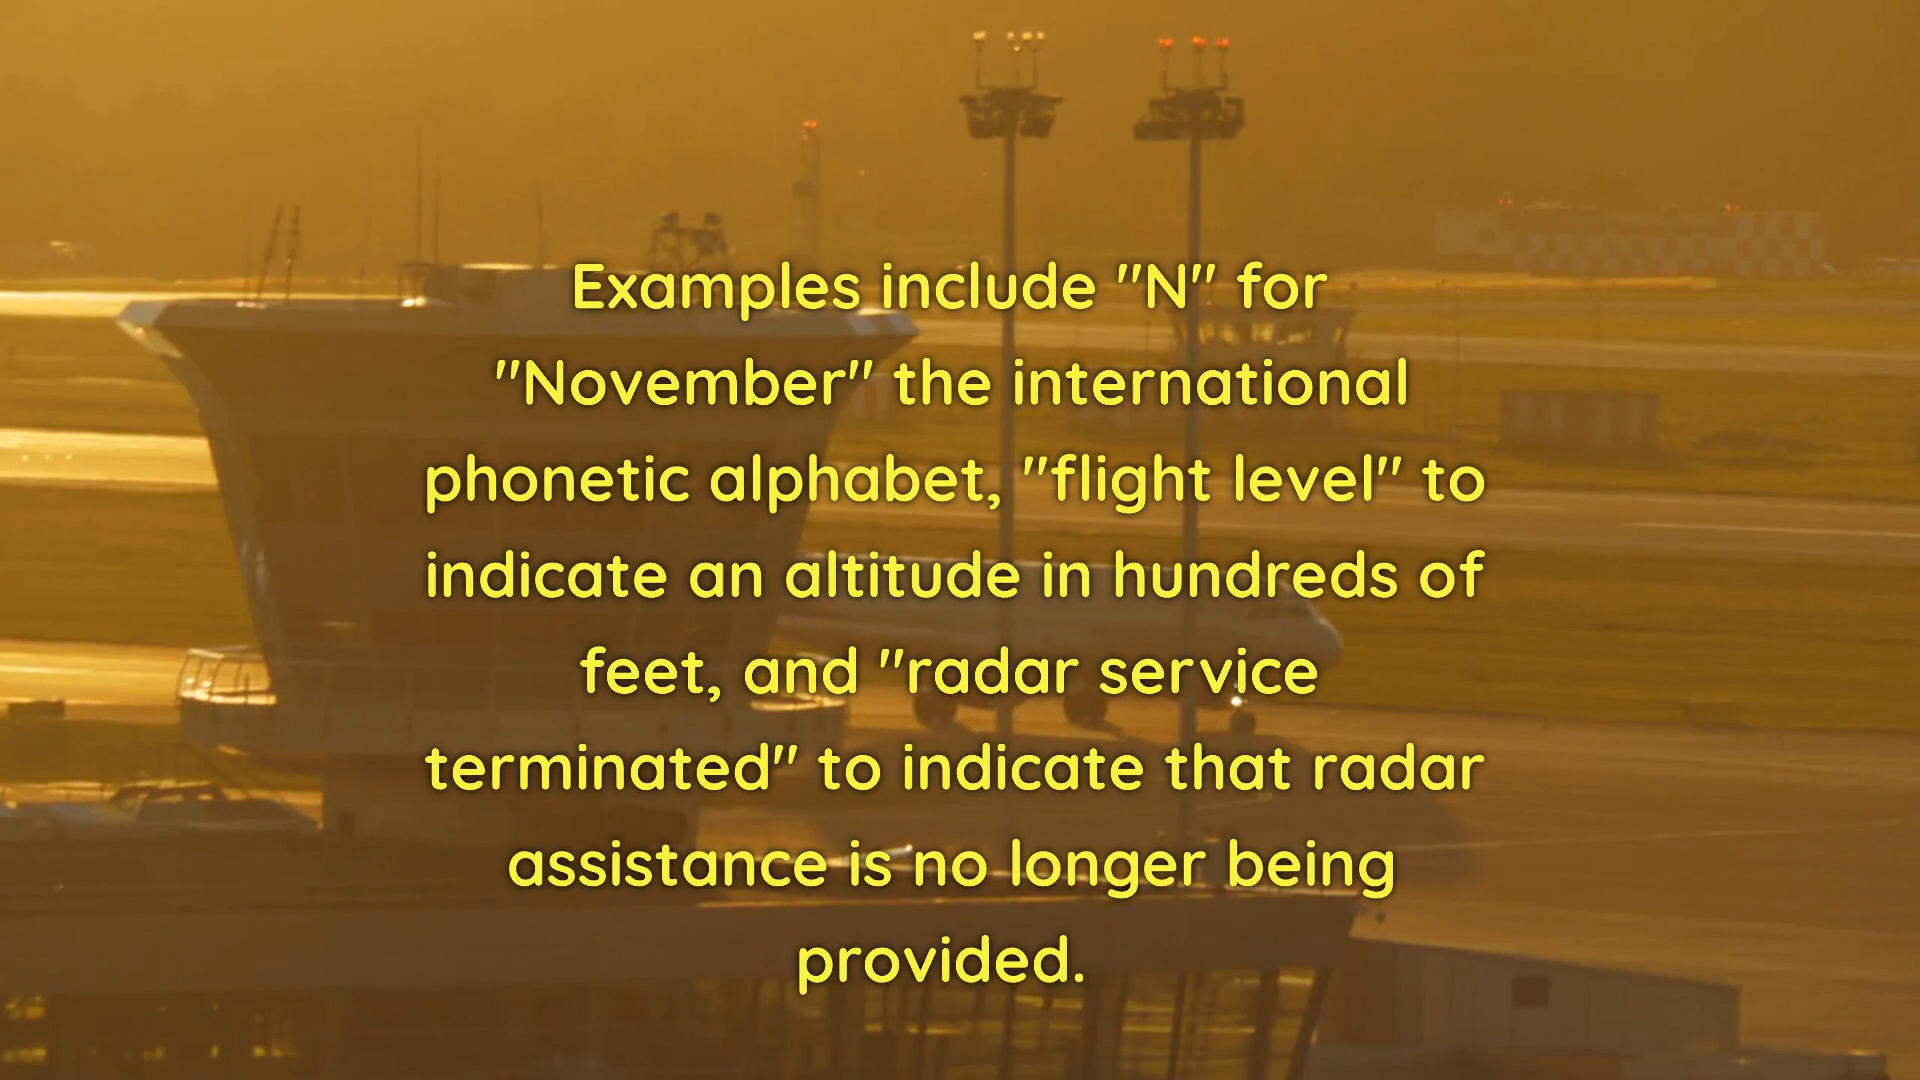 Examples include "N" for
"November" the international
phonetic alphabet, "flight level" to
indicate an altitude in hundreds of
feet, and "radar service
terminated" to indicate that radar
assistance is no longer being
provided.